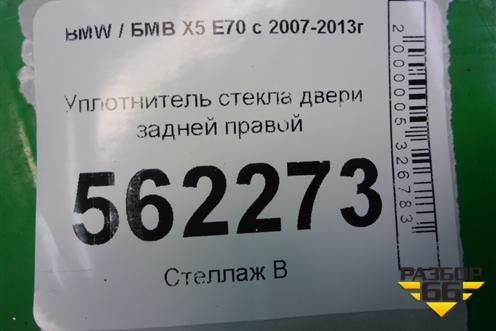 BMW / БМВ X5 E70 с 2007-2013г
Уплотнитель стекла двери
задней правой
562273
Стеллаж В
2000005326783
РАЗБОР
66